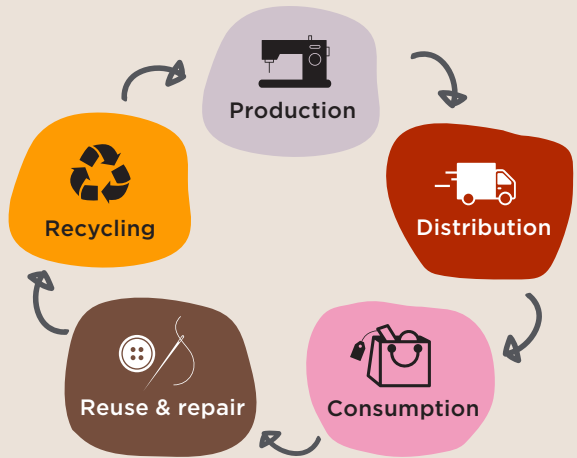 Production
Distribution
Consumption
Reuse & repair
Recycling